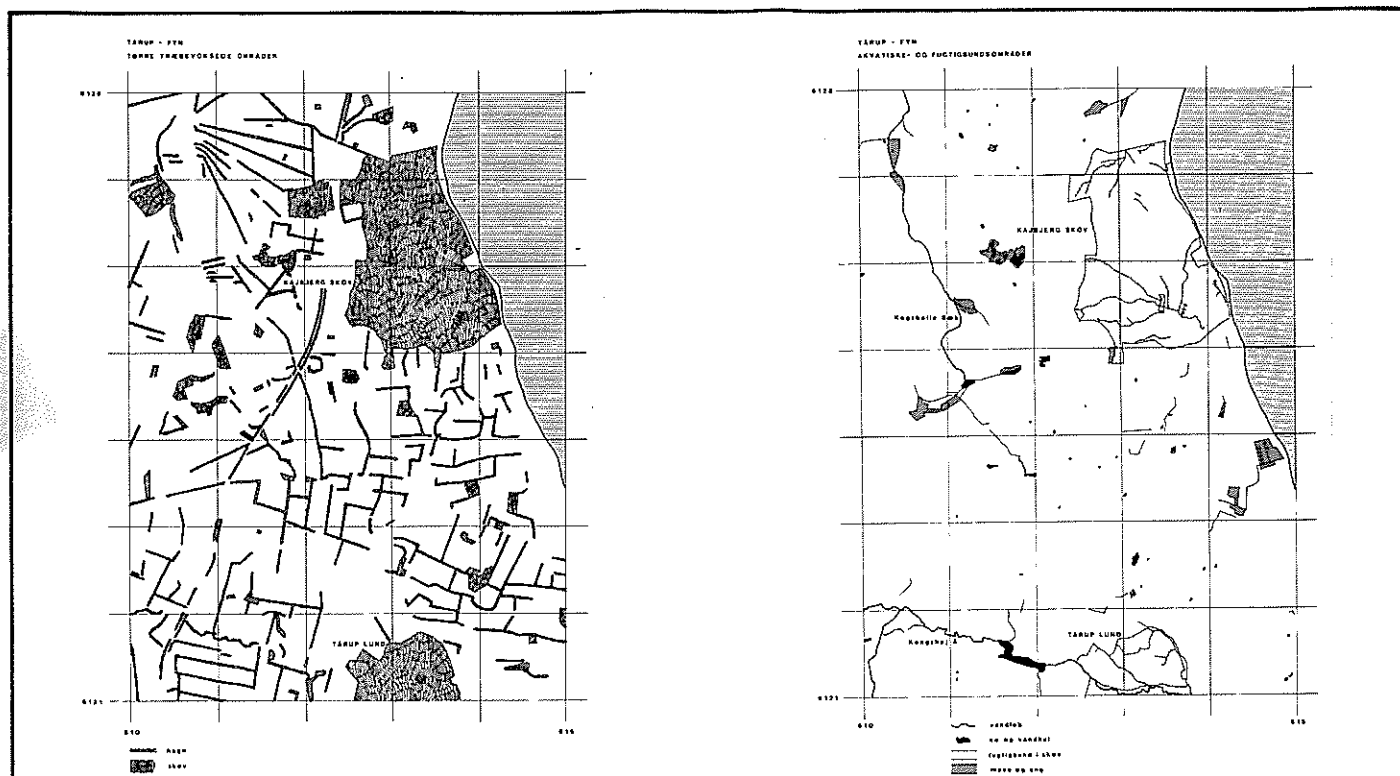 TÅRUP - FYN
TØRRE TRÆBEVOKSEDE OMRÅDER
6128
KAJBJERG SKOV
TÅRUP LUND
6121
610
615
hegn
skov
TÅRUP - FYN
AKVATISKE- OG FUGTIGBUNDSOMRÅDER
6128
KAJBJERG SKOV
TÅRUP LUND
Kongshøj Å
6121
610
615
vandløb
sø og vandhul
fugtigbund i skov
mose og eng